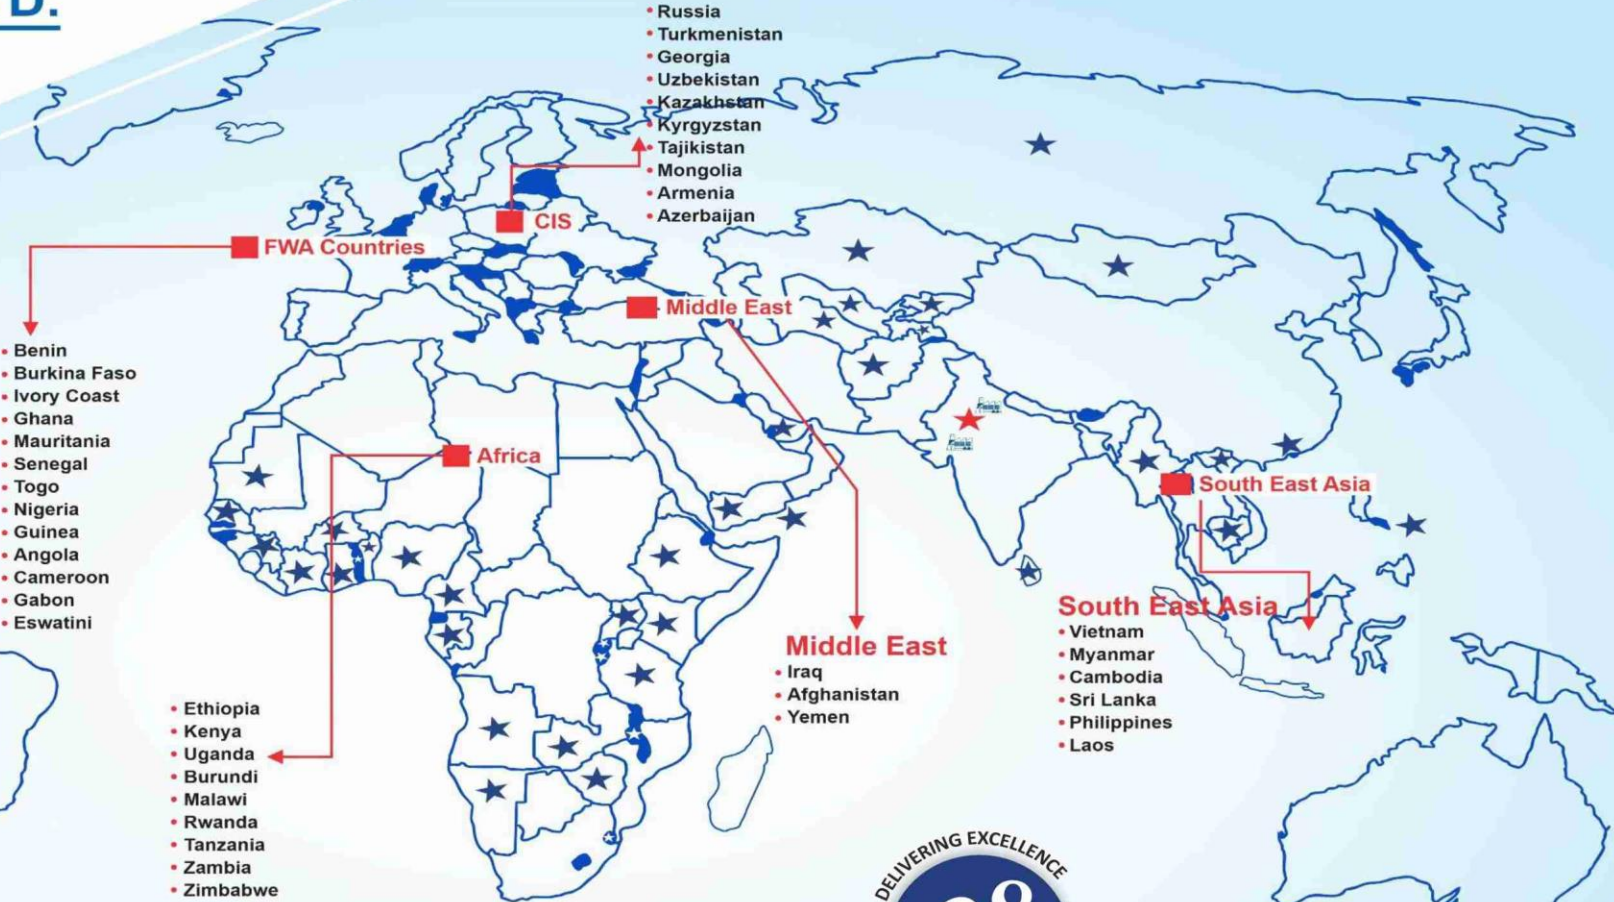 D.
• Russia
• Turkmenistan
• Georgia
• Uzbekistan
• Kazakhstan
• Kyrgyzstan
• Tajikistan
• Mongolia
• Armenia
• Azerbaijan
CIS
FWA Countries
Middle East
• Benin
• Burkina Faso
• Ivory Coast
• Ghana
• Mauritania
• Senegal
• Togo
• Nigeria
• Guinea
• Angola
• Cameroon
• Gabon
• Eswatini
Africa
South East Asia
• Ethiopia
• Kenya
• Uganda
• Burundi
• Malawi
• Rwanda
• Tanzania
• Zambia
• Zimbabwe
Middle East
• Iraq
• Afghanistan
• Yemen
South East Asia
• Vietnam
• Myanmar
• Cambodia
• Sri Lanka
• Philippines
• Laos
DELIVERING EXCELLENCE